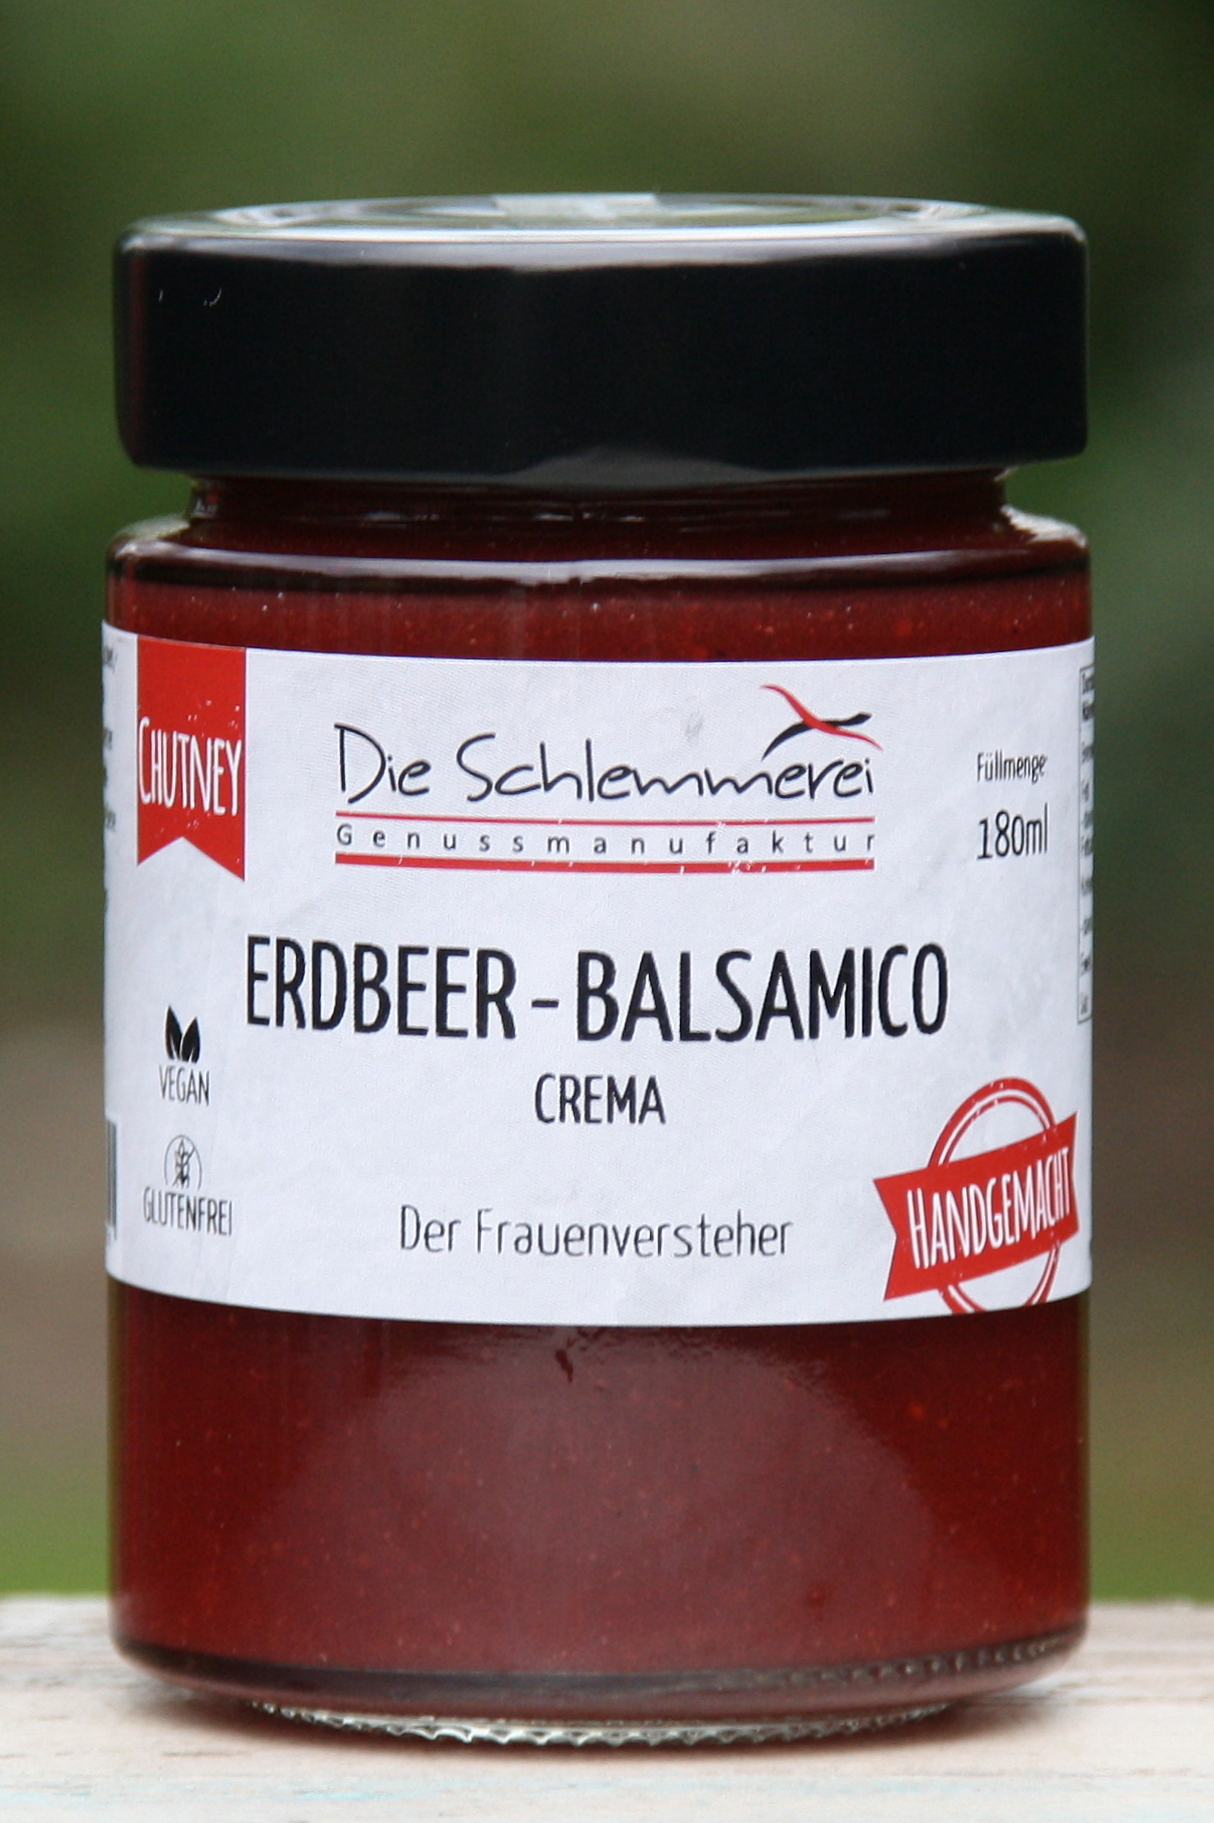 CHUTNEY
Die Schlemmerei
Genussmanufaktur
Füllmenge
180ml
ERDBEER-BALSAMICO
CREMA
VEGAN
GLUTENFREI
Der Frauenversteher
HANDGEMACHT